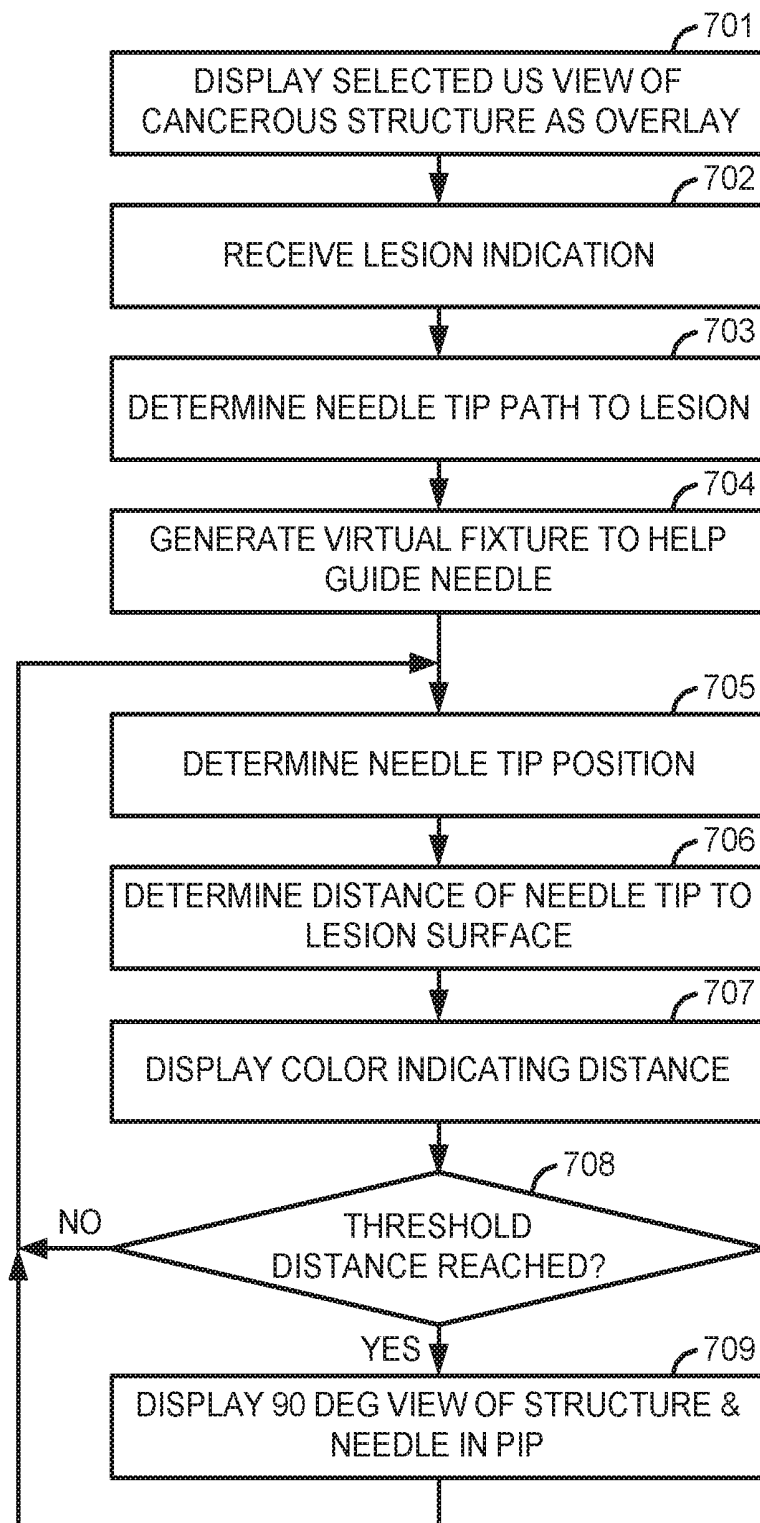 701
DISPLAY SELECTED US VIEW OF
CANCEROUS STRUCTURE AS OVERLAY
702
RECEIVE LESION INDICATION
703
DETERMINE NEEDLE TIP PATH TO LESION
704
GENERATE VIRTUAL FIXTURE TO HELP
GUIDE NEEDLE
705
DETERMINE NEEDLE TIP POSITION
706
DETERMINE DISTANCE OF NEEDLE TIP TO
LESION SURFACE
707
DISPLAY COLOR INDICATING DISTANCE
708
NO
THRESHOLD
DISTANCE REACHED?
YES
709
DISPLAY 90 DEG VIEW OF STRUCTURE &
NEEDLE IN PIP